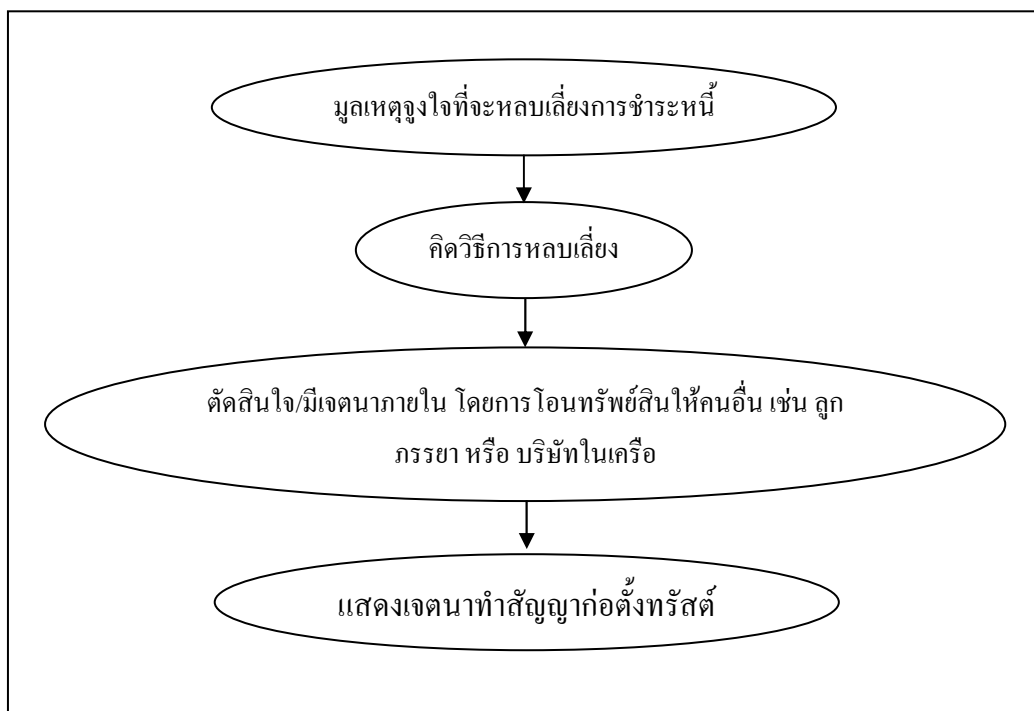 มูลเหตุจูงใจที่จะหลบเลี่ยงการชำระหนี้
คิดวิธีการหลบเลี่ยง
ตัดสินใจ/มีเจตนาภายใน โดยการโอนทรัพย์สินให้คนอื่น เช่น ลูก
ภรรยา หรือ บริษัทในเครือ
แสดงเจตนาทำสัญญาก่อตั้งทรัสต์